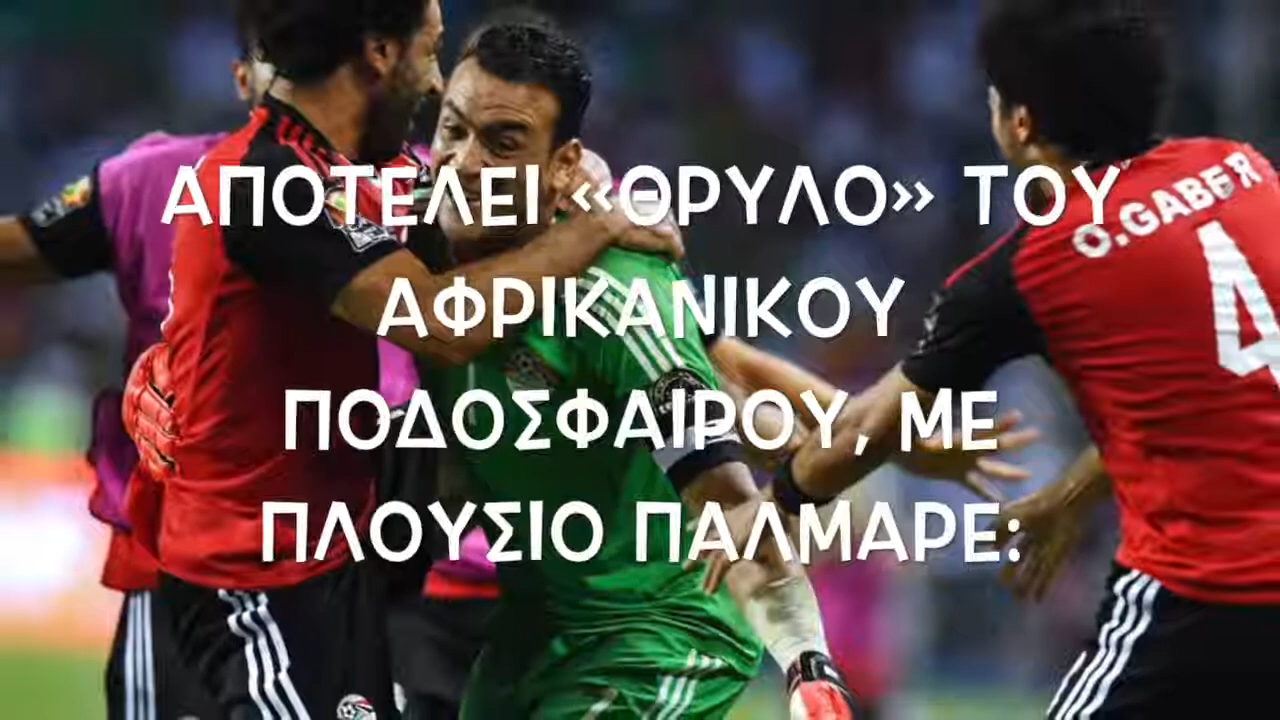 ΑΠΟΤΕΛΕΙ «ΘΡΥΛΟ» ΤΟΥ
ΑΦΡΙΚΑΝΙΚΟΥ
ΠΟΔΟΣΦΑΙΡΟΥ, ΜΕ
ΠΛΟΥΣΙΟ ΠΑΛΜΑΡΕ:
O.GABER
4